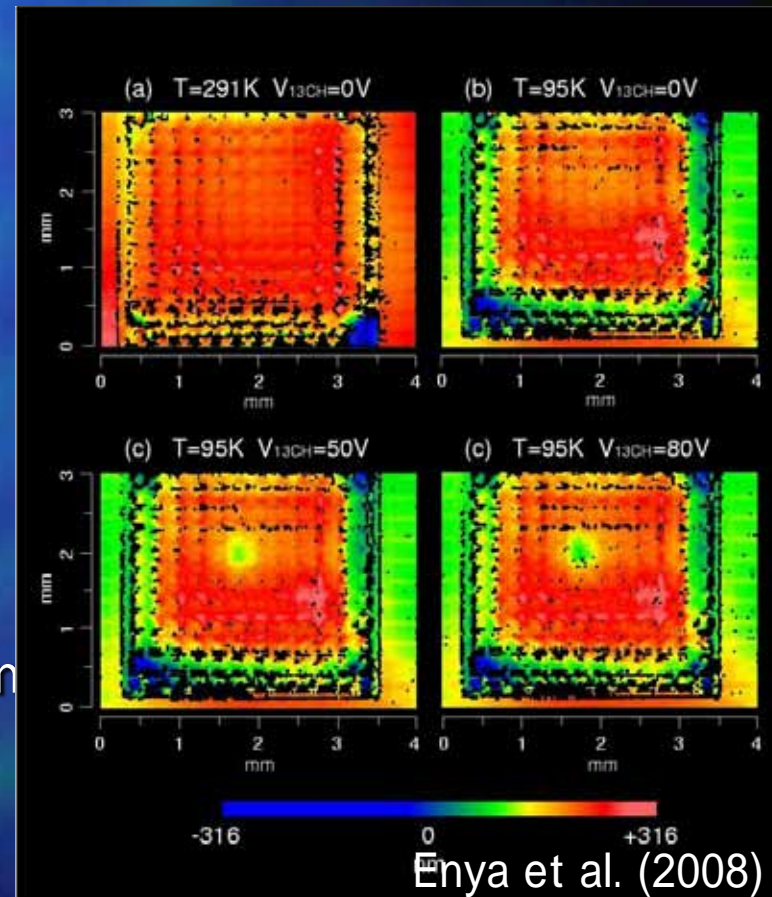 (a) T=291K V13CH=0V
(b) T=95K V13CH=0V
3
2
mm
1
0
0 1 2 3 4
mm
0 1 2 3 4
mm
(c) T=95K V13CH=50V
(c) T=95K V13CH=80V
3
2
mm
1
0
0 1 2 3 4
mm
0 1 2 3 4
mm
n
-316 0 +316
Enya et al. (2008)